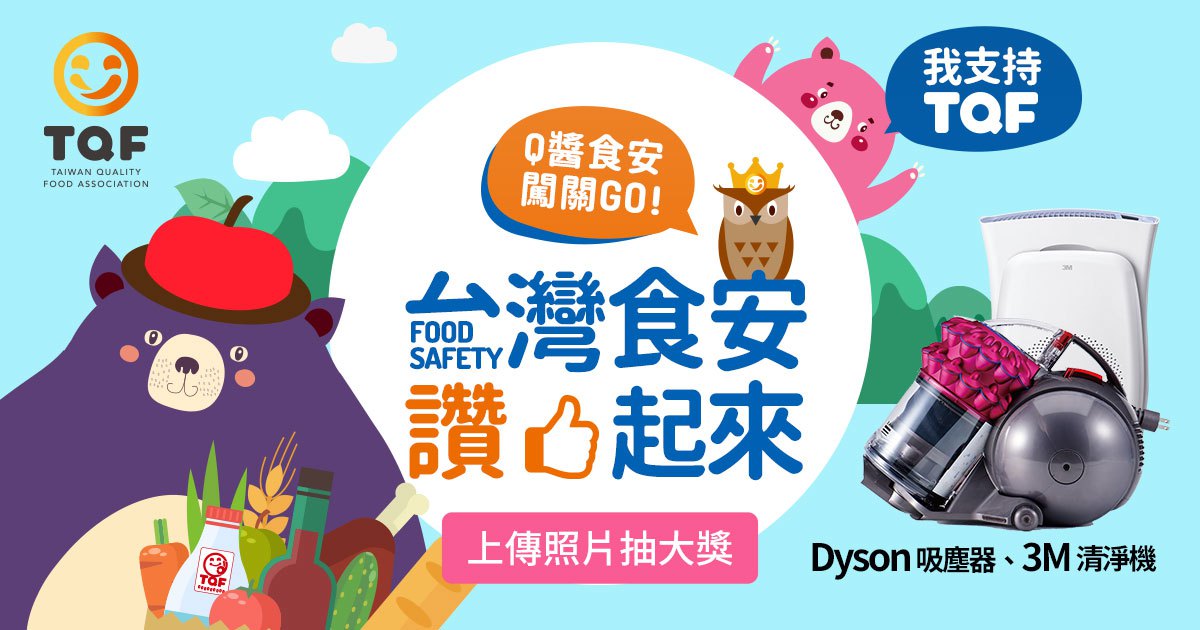 TQF
TAIWAN QUALITY
FOOD ASSOCIATION
我支持
TQF
Q醬食安
闖關GO!
台灣食安
FOOD
SAFETY
讚起來
3M
TQF
上傳照片抽大獎
Dyson 吸塵器、3M 清淨機